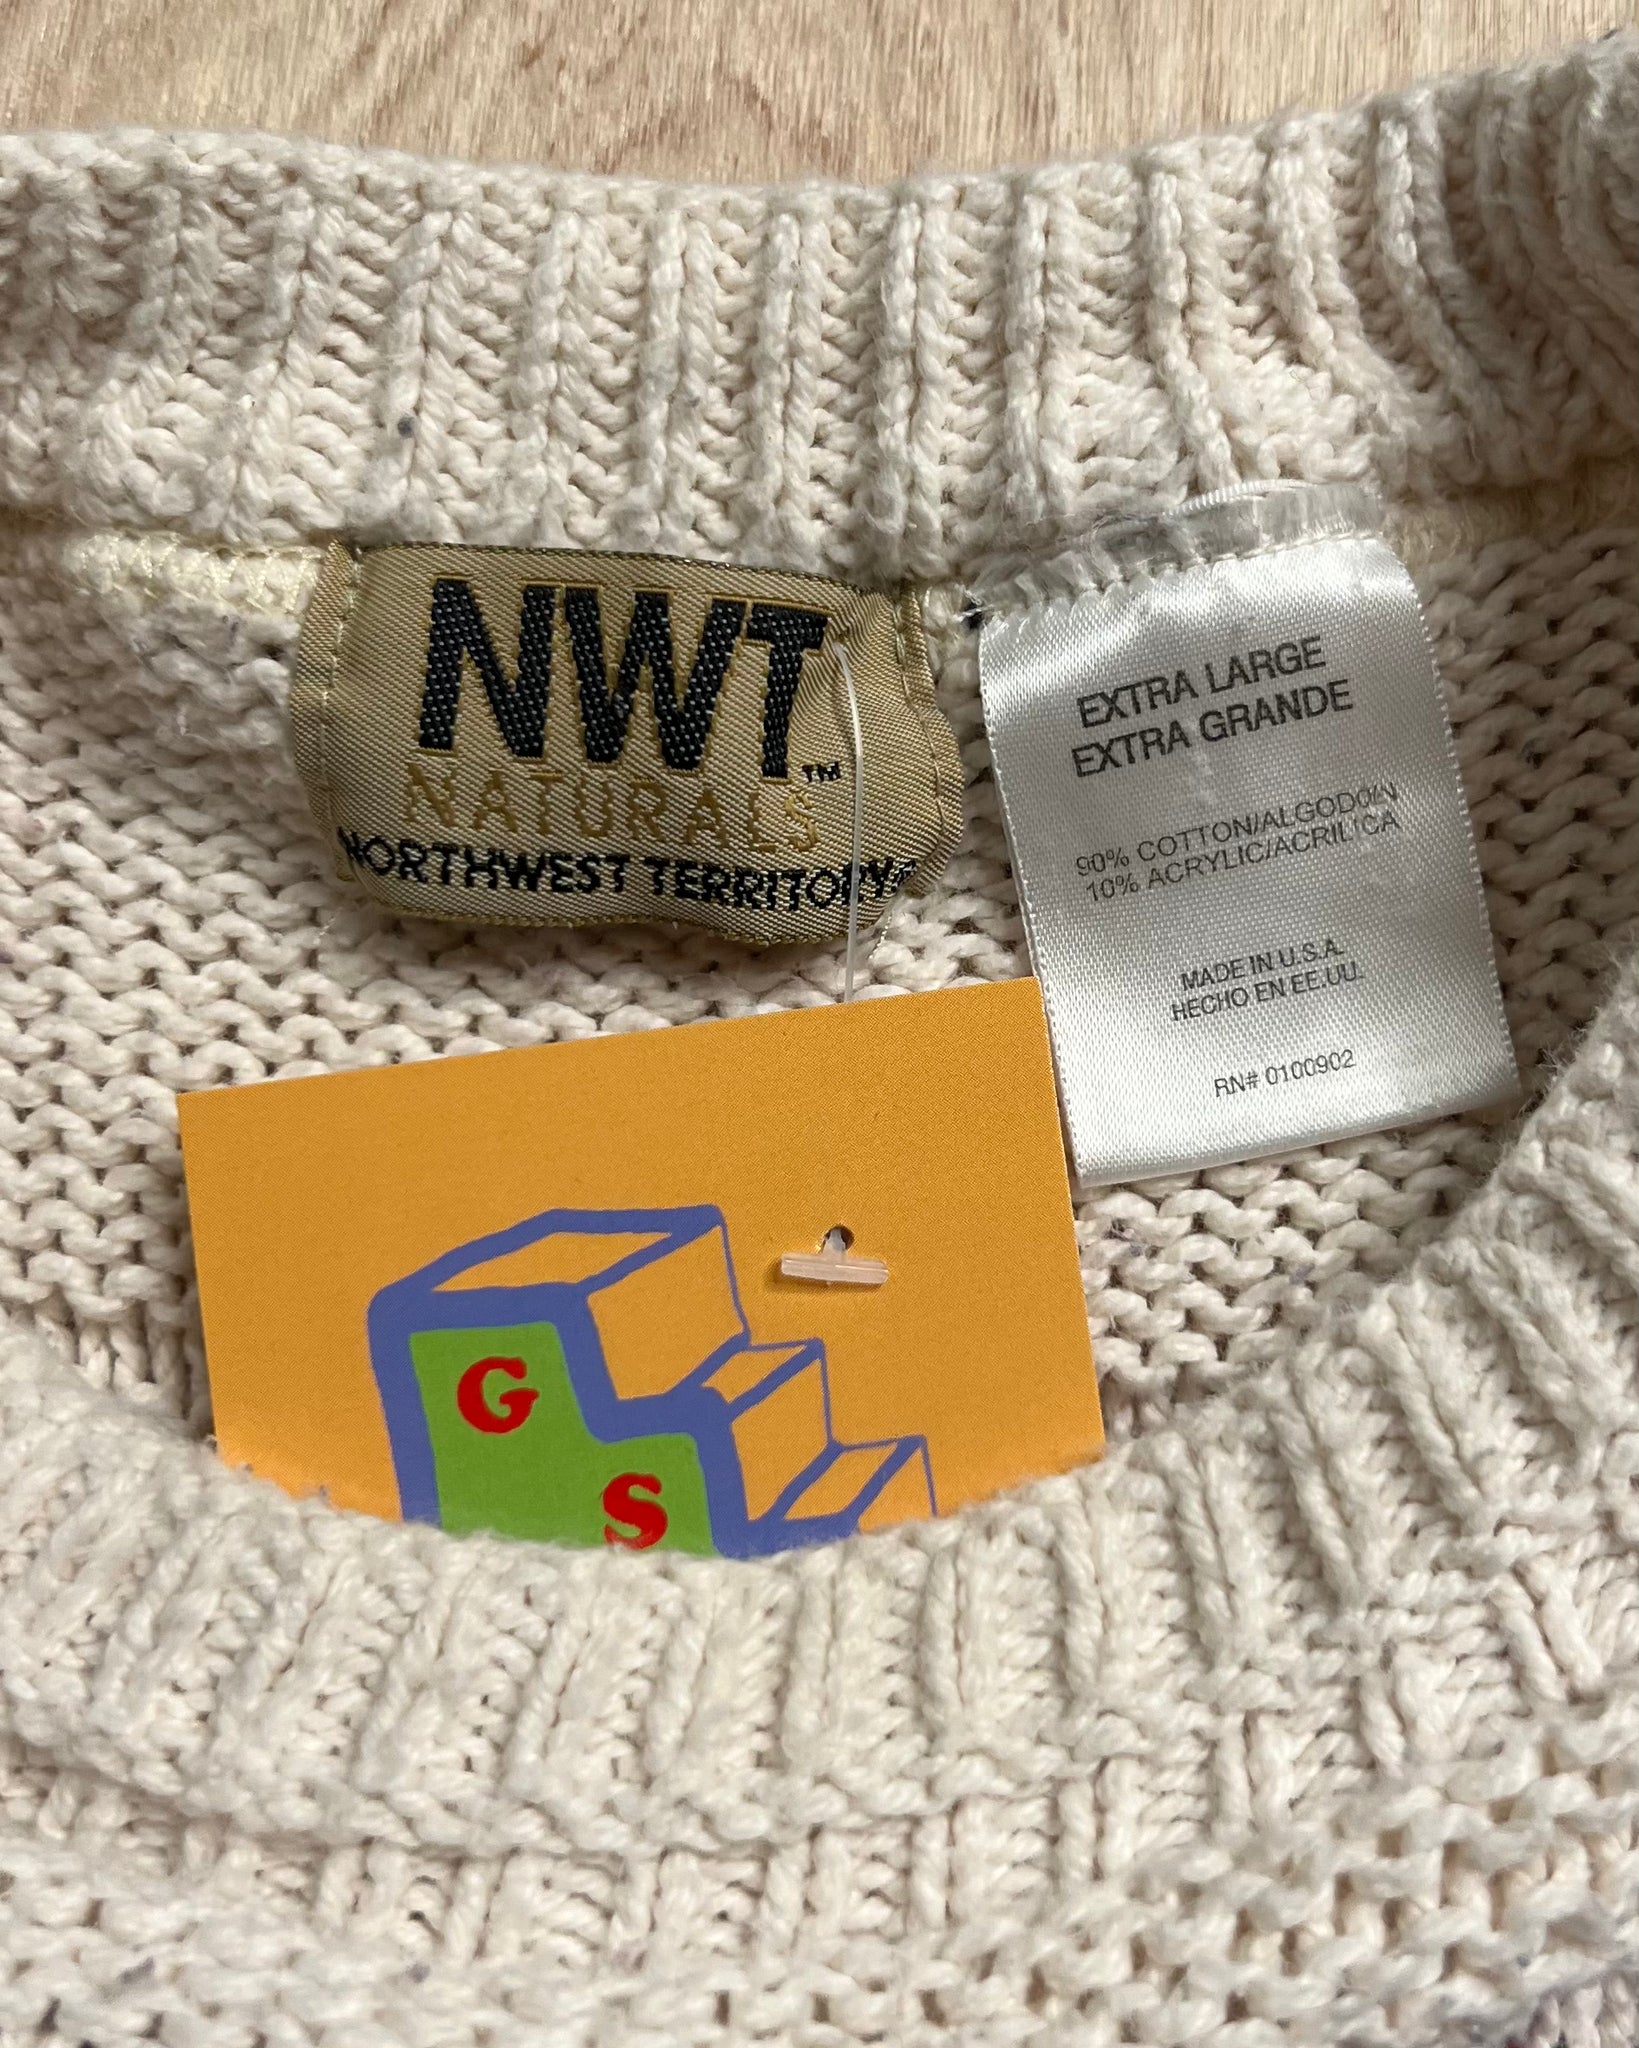 NWT™
NATURALS
NORTHWEST TERRITORY®
EXTRA LARGE
EXTRA GRANDE
90% COTTON/ALGODON
10% ACRYLIC/ACRILICA
MADE IN U.S.A.
HECHO EN EE.UU.
RN# 0100902
G
S